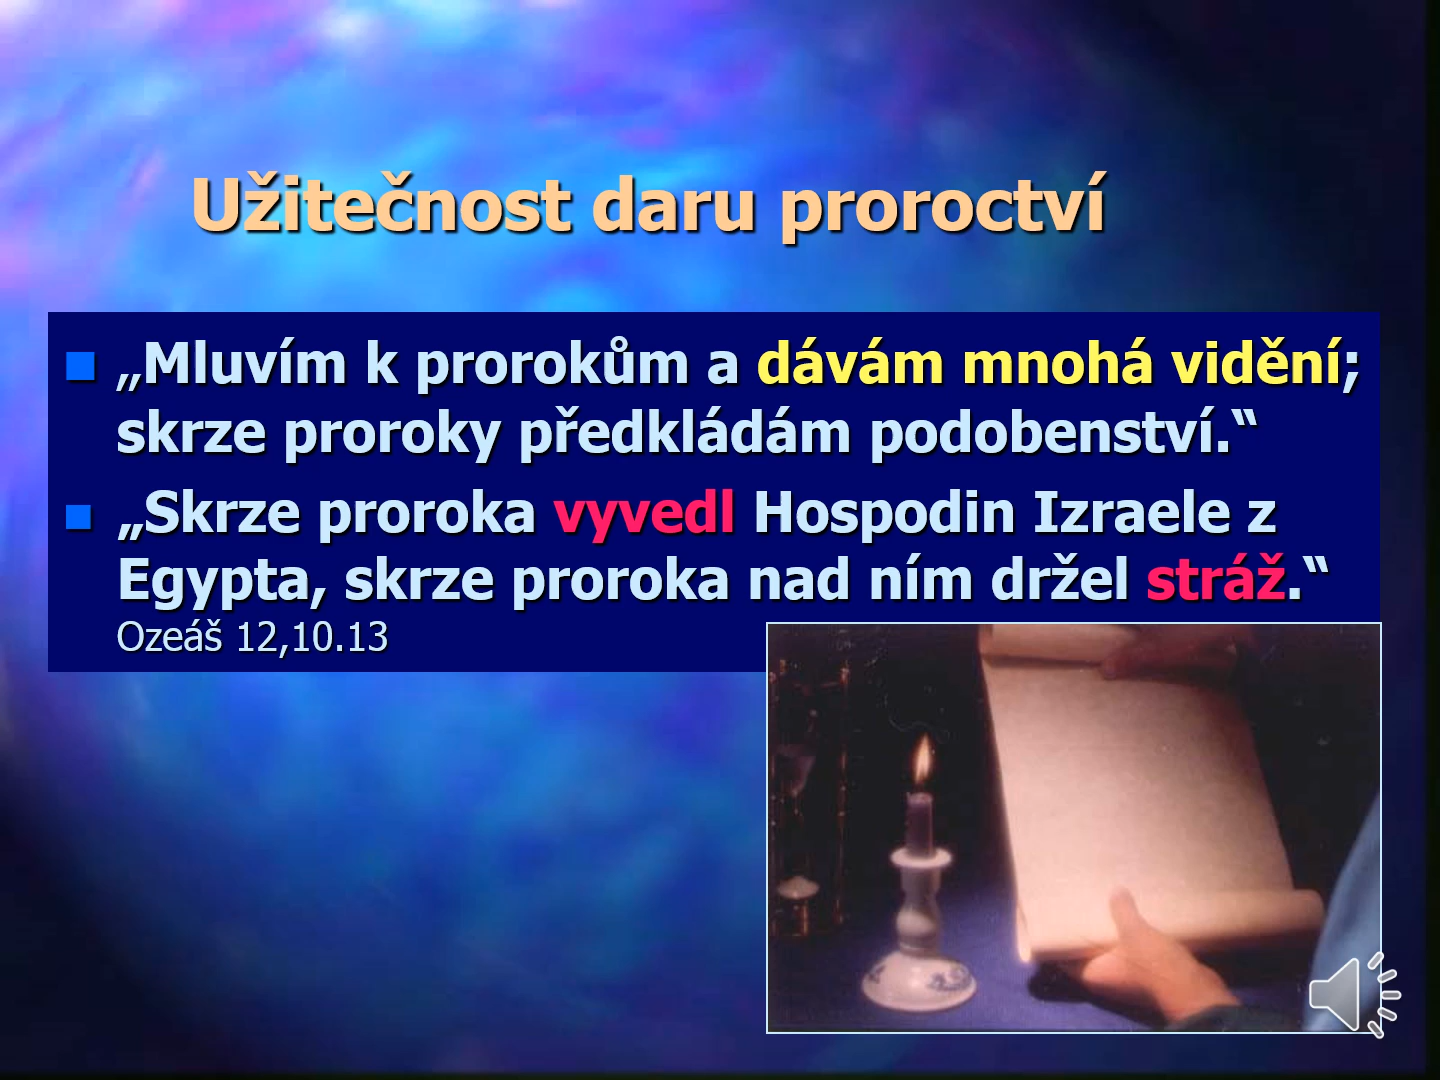 Užitečnost daru proroctví
„Mluvím k prorokům a dávám mnohá vidění;
skrze proroky předkládám podobenství.“
„Skrze proroka vyvedl Hospodin Izraele z
Egypta, skrze proroka nad ním držel stráž.“
Ozeáš 12,10.13